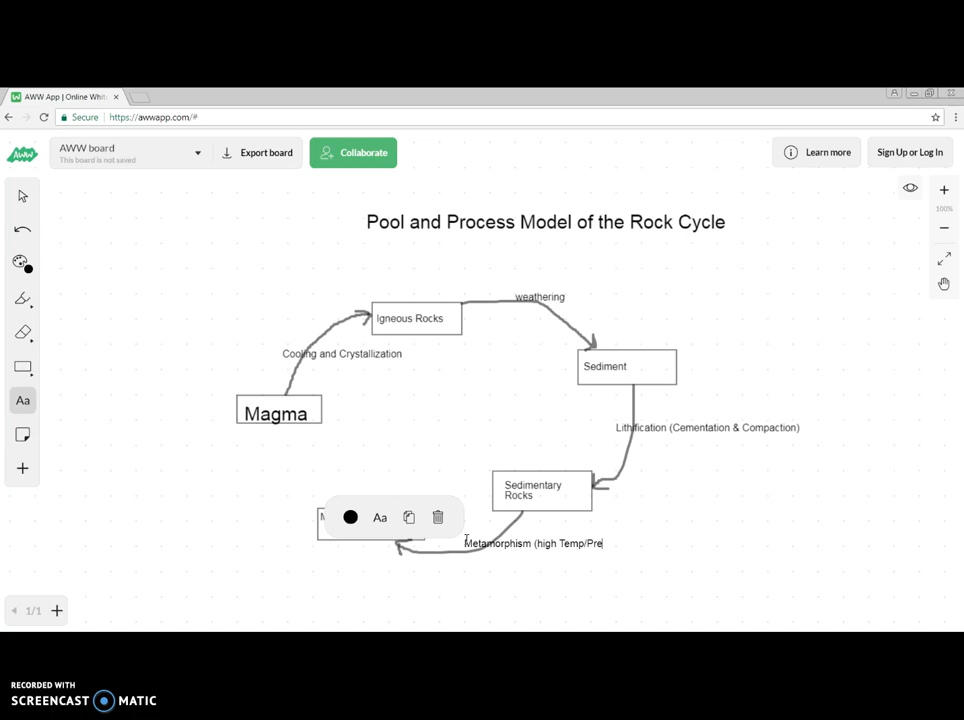 AWW App | Online Whit
Secure
https://awwapp.com/#
AWW
AWW board
This board is not saved
Export board
Collaborate
Learn more
Sign Up or Log In
100%
Pool and Process Model of the Rock Cycle
weathering
Igneous Rocks
Cooling and Crystallization
Sediment
Magma
Lithification (Cementation & Compaction)
Sedimentary
Rocks
Aa
Aa
Metamorphism (high Temp/Pre
1/1
RECORDED WITH
SCREENCAST MATIC